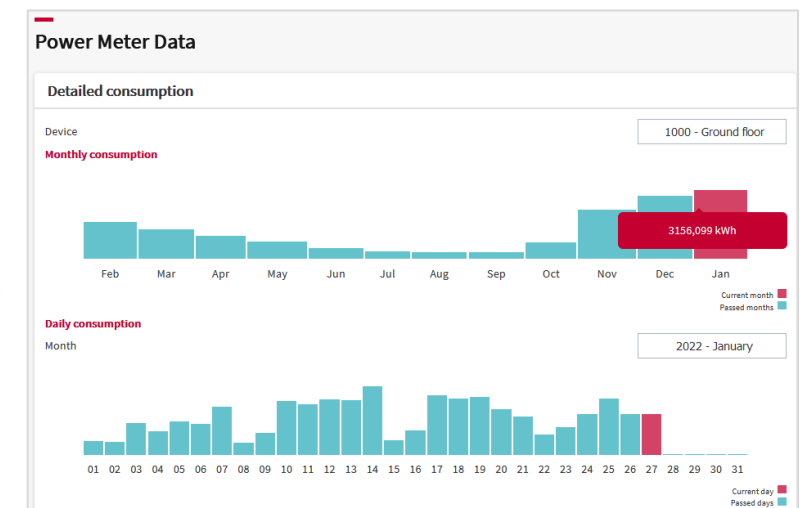 Power Meter Data
Detailed consumption
Device
1000 - Ground floor
Monthly consumption
3156,099 kWh
Feb Mar Apr May Jun Jul Aug Sep Oct Nov Dec Jan
Current month
Passed months
Daily consumption
Month
2022 - January
01 02 03 04 05 06 07 08 09 10 11 12 13 14 15 16 17 18 19 20 21 22 23 24 25 26 27 28 29 30 31
Current day
Passed days